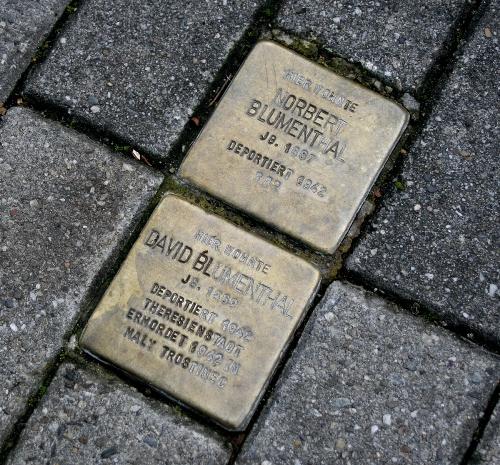 HIER WOHNTE
NORBERT
BLUMENTHAL
JG. 1887
DEPORTIERT 1942
???
HIER WOHNTE
DAVID BLUMENTHAL
JG.
DEPORTIERT 1942
THERESIENSTADT
ERMORDET 1942 IN
MALY TROSTINEC